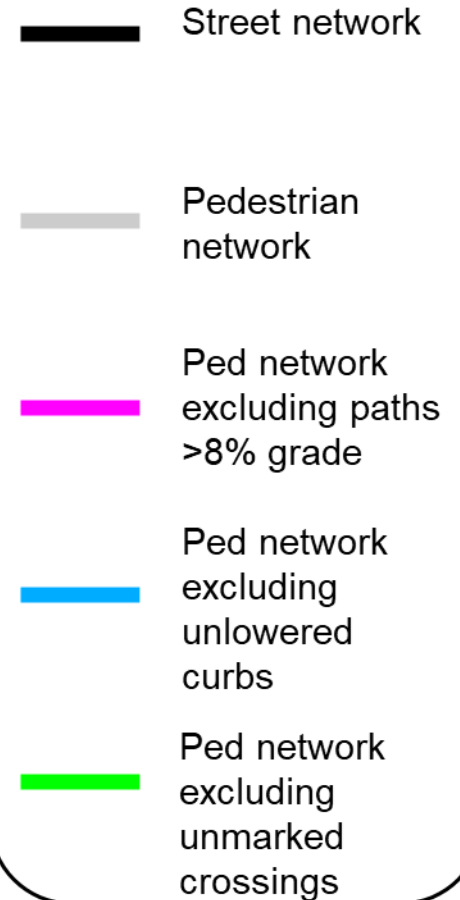 Street network
Pedestrian
network
Ped network
excluding paths
>8% grade
Ped network
excluding
unlowered
curbs
Ped network
excluding
unmarked
crossings